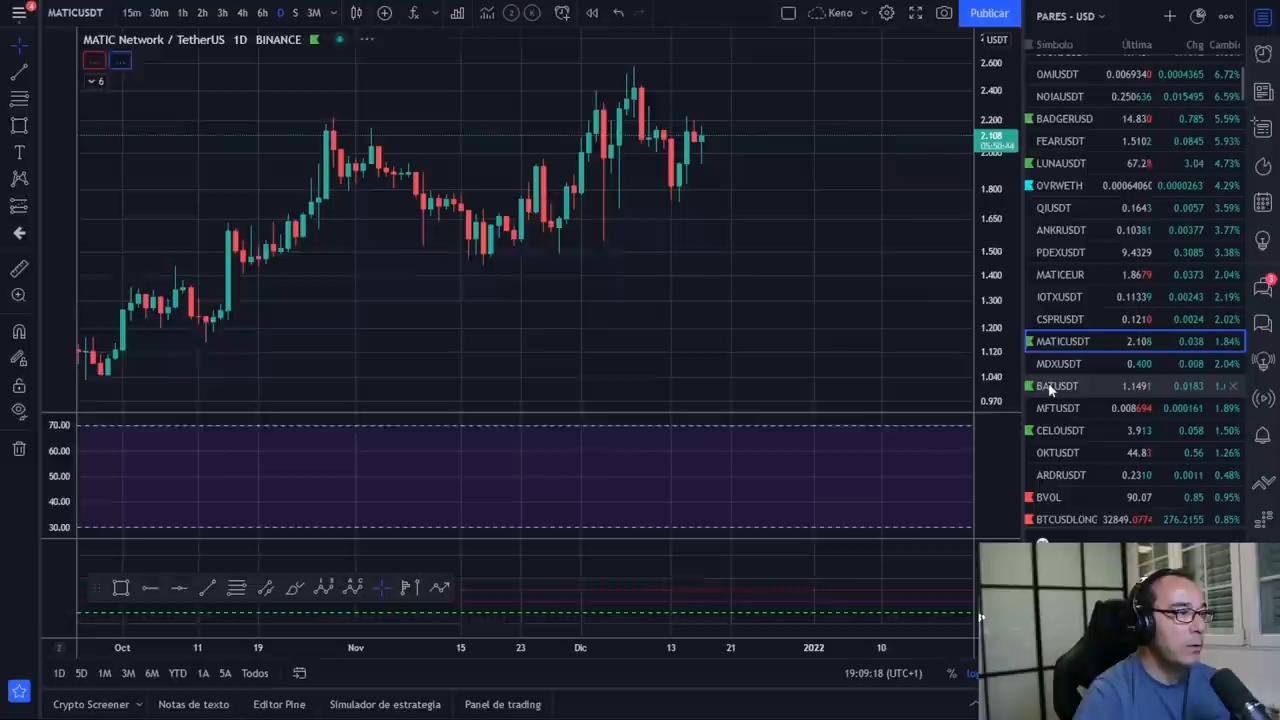 4
MATICUSDT 15m 30m 1h 2h 3h 4h 6h D S 3M 2 K Keno Publicar PARES - USD
MATIC Network / TetherUS 1D BINANCE
USDT
Símbolo Última Chg Cambio
6
2.600
2.400
2.200
2.108
05:50:44
2.000
1.800
1.650
1.500
1.400
1.300
1.200
1.120
1.040
0.970
70.00
60.00
50.00
40.00
30.00
OMIUSDT 0.0069340 0.0004365 6.72%
NOIAUSDT 0.250636 0.015495 6.59%
BADGERUSD 14.830 0.785 5.59%
FEARUSDT 1.5102 0.0845 5.93%
LUNAUSDT 67.28 3.04 4.73%
OVRWETH 0.0006406 0.0000263 4.29%
QIUSDT 0.1643 0.0057 3.59%
ANKRUSDT 0.10381 0.00377 3.77%
PDEXUSDT 9.4329 0.3085 3.38%
MATICEUR 1.8679 0.0373 2.04%
IOTXUSDT 0.11339 0.00243 2.19%
CSPRUSDT 0.1210 0.0024 2.02%
MATICUSDT 2.108 0.038 1.84%
MDXUSDT 0.400 0.008 2.04%
BATUSDT 1.1491 0.0183
MFTUSDT 0.008694 0.000161 1.89%
CELOUSDT 3.913 0.058 1.50%
OKTUSDT 44.83 0.56 1.26%
ARDRUSDT 0.2310 0.0011 0.48%
BVOL 90.07 0.85 0.95%
BTCUSDLONG 32849.0774 276.2155 0.85%
3
2 Oct 11 19 Nov 15 23 Dic 13 21 2022 10
1D 5D 1M 3M 6M YTD 1A 5A Todos 19:09:18 (UTC+1) %
Crypto Screener Notas de texto Editor Pine Simulador de estrategia Panel de trading